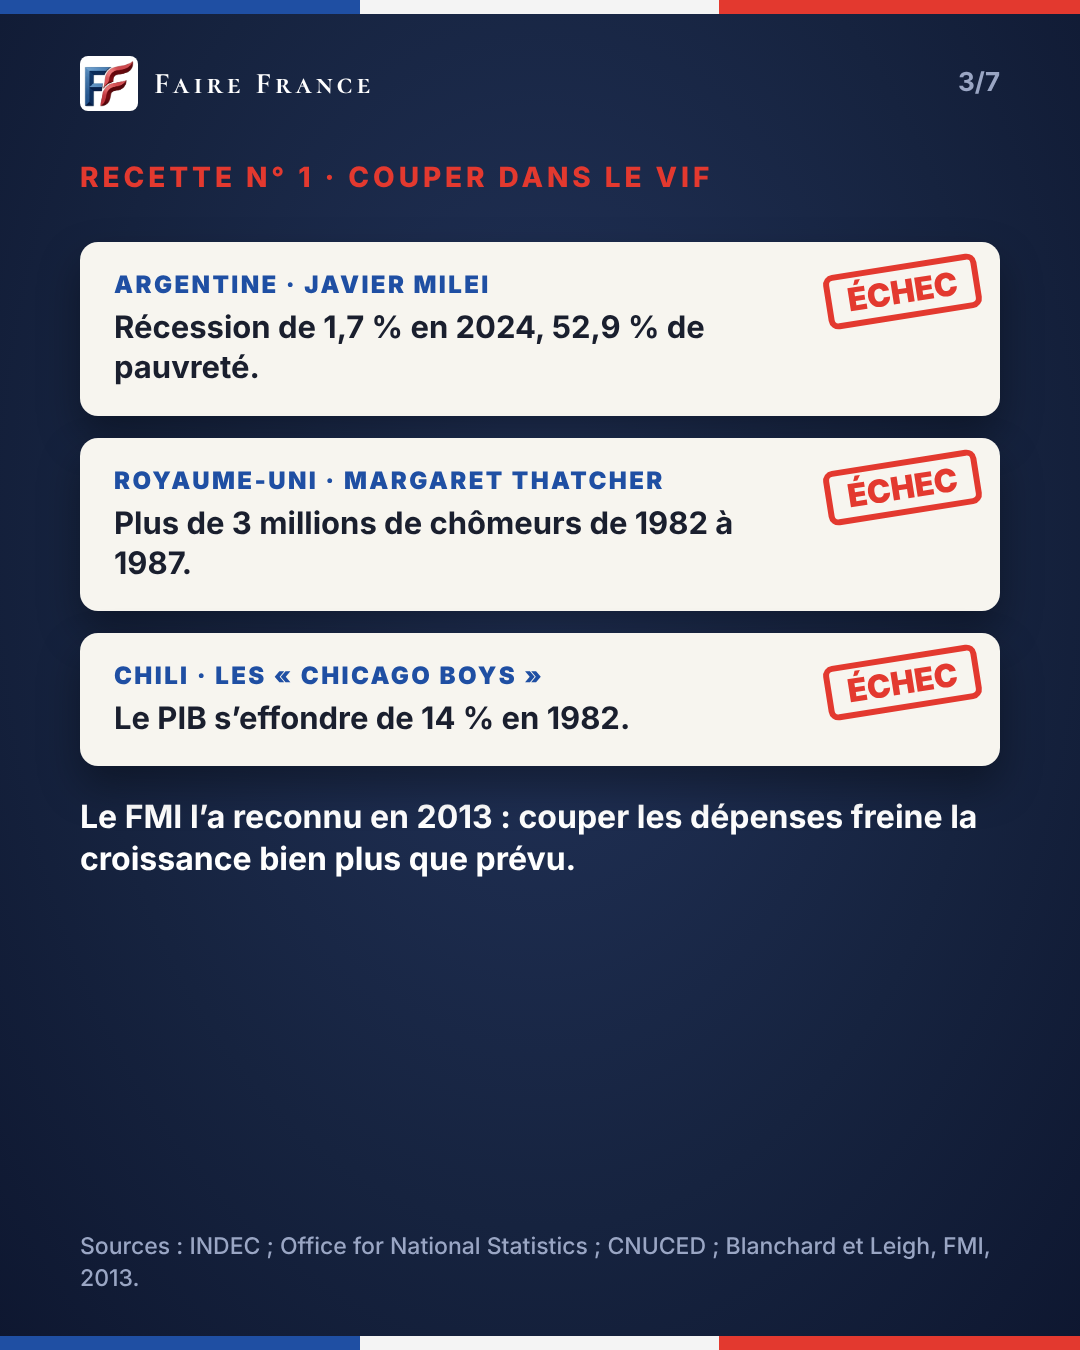 FF FAIRE FRANCE
3/7
RECETTE N° 1 · COUPER DANS LE VIF
ARGENTINE · JAVIER MILEI
ÉCHEC
Récession de 1,7 % en 2024, 52,9 % de
pauvreté.
ROYAUME-UNI · MARGARET THATCHER
ÉCHEC
Plus de 3 millions de chômeurs de 1982 à
1987.
CHILI · LES « CHICAGO BOYS »
ÉCHEC
Le PIB s’effondre de 14 % en 1982.
Le FMI l’a reconnu en 2013 : couper les dépenses freine la
croissance bien plus que prévu.
Sources : INDEC ; Office for National Statistics ; CNUCED ; Blanchard et Leigh, FMI,
2013.